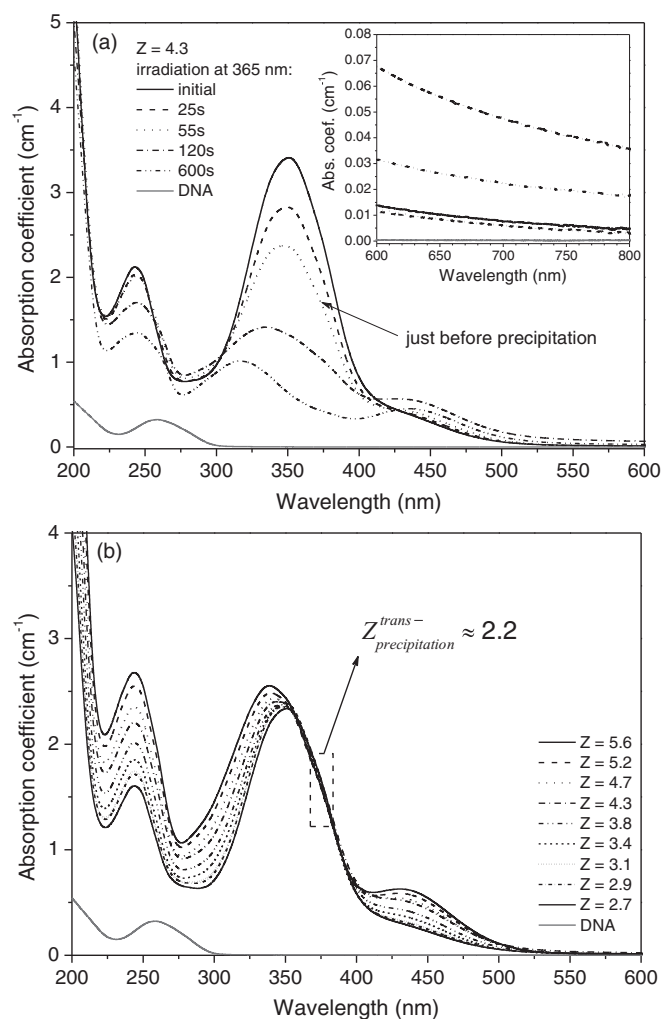 (a)
Z = 4.3
irradiation at 365 nm:
initial
25s
55s
120s
600s
DNA
just before precipitation
Absorption coefficient (cm⁻¹)
5
4
3
2
1
0
200 250 300 350 400 450 500 550 600
Wavelength (nm)
Abs. coef. (cm⁻¹)
0.08
0.07
0.06
0.05
0.04
0.03
0.02
0.01
0.00
600 650 700 750 800
Wavelength (nm)
(b)
Z trans− precipitation ≈ 2.2
Z = 5.6
Z = 5.2
Z = 4.7
Z = 4.3
Z = 3.8
Z = 3.4
Z = 3.1
Z = 2.9
Z = 2.7
DNA
Absorption coefficient (cm⁻¹)
4
3
2
1
0
200 250 300 350 400 450 500 550 600
Wavelength (nm)